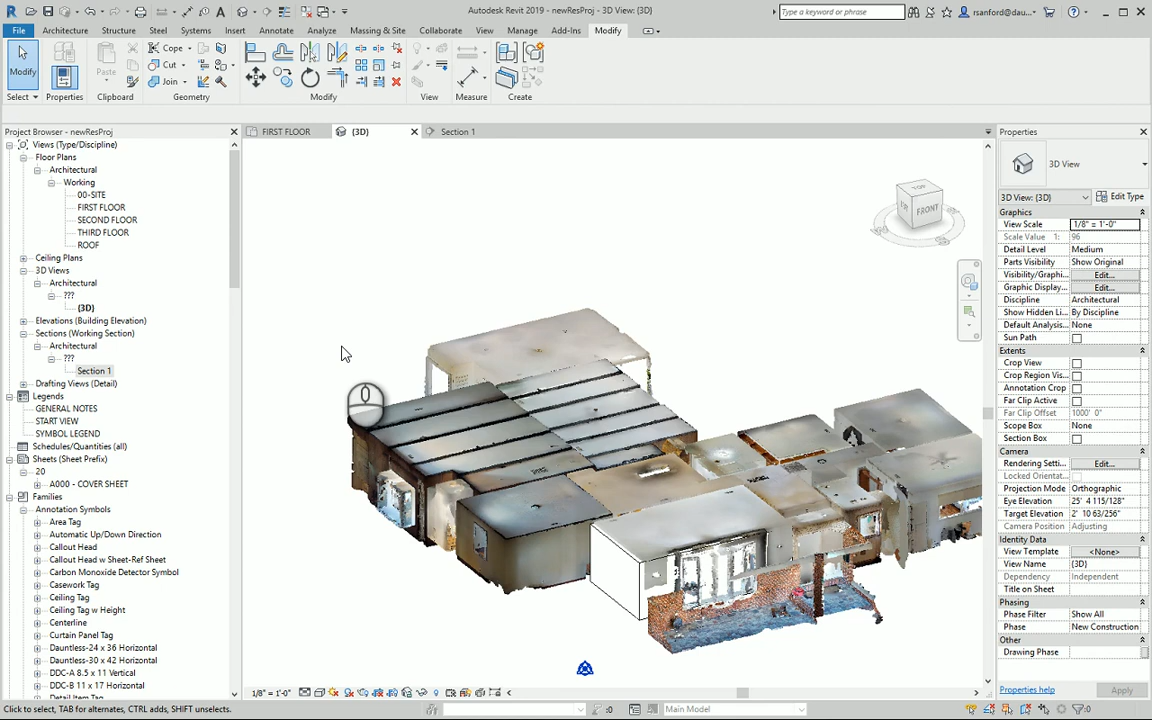 Autodesk Revit 2019 - newResProj - 3D View: {3D}
Type a keyword or phrase
rsanford@dau...
File
Architecture
Structure
Steel
Systems
Insert
Annotate
Analyze
Massing & Site
Collaborate
View
Manage
Add-Ins
Modify
Modify
Properties
Paste
Cope
Cut
Join
Select
Properties
Clipboard
Geometry
Modify
View
Measure
Create
Project Browser - newResProj
FIRST FLOOR
{3D}
Section 1
Properties
Views (Type/Discipline)
Floor Plans
Architectural
Working
00-SITE
FIRST FLOOR
SECOND FLOOR
THIRD FLOOR
ROOF
Ceiling Plans
3D Views
Architectural
???
{3D}
Elevations (Building Elevation)
Sections (Working Section)
Architectural
???
Section 1
Drafting Views (Detail)
Legends
GENERAL NOTES
START VIEW
SYMBOL LEGEND
Schedules/Quantities (all)
Sheets (Sheet Prefix)
20
A000 - COVER SHEET
Families
Annotation Symbols
Area Tag
Automatic Up/Down Direction
Callout Head
Callout Head w Sheet-Ref Sheet
Carbon Monoxide Detector Symbol
Casework Tag
Ceiling Tag
Ceiling Tag w Height
Centerline
Curtain Panel Tag
Dauntless-24 x 36 Horizontal
Dauntless-30 x 42 Horizontal
DDC-A 8.5 x 11 Vertical
DDC-B 11 x 17 Horizontal
Detail Item Tag
TOP
FRONT
3D View
3D View: {3D}
Edit Type
Graphics
View Scale 1/8" = 1'-0"
Scale Value 1: 96
Detail Level Medium
Parts Visibility Show Original
Visibility/Graphi... Edit...
Graphic Display... Edit...
Discipline Architectural
Show Hidden Li... By Discipline
Default Analysis... None
Sun Path
Extents
Crop View
Crop Region Vis...
Annotation Crop
Far Clip Active
Far Clip Offset 1000' 0"
Scope Box None
Section Box
Camera
Rendering Setti... Edit...
Locked Orientat...
Projection Mode Orthographic
Eye Elevation 25' 4 115/128"
Target Elevation 2' 10 63/256"
Camera Position Adjusting
Identity Data
View Template <None>
View Name {3D}
Dependency Independent
Title on Sheet
Phasing
Phase Filter Show All
Phase New Construction
Other
Drawing Phase
Properties help
Apply
1/8" = 1'-0"
Click to select, TAB for alternates, CTRL adds, SHIFT unselects.
:0
Main Model
:0